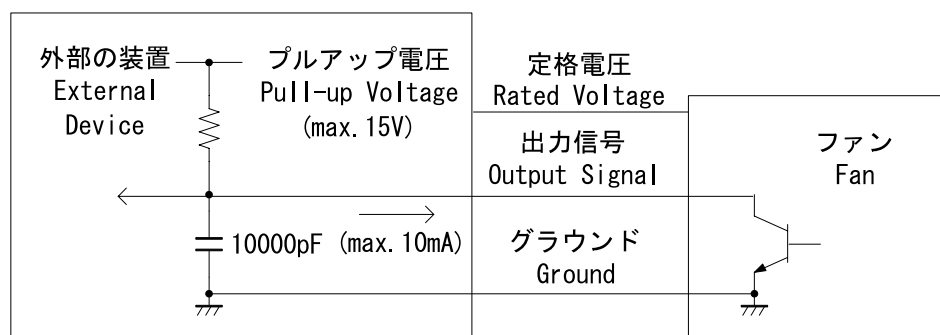 外部の装置
External
Device
プルアップ電圧
Pull-up Voltage
(max. 15V)
定格電圧
Rated Voltage
出力信号
Output Signal
ファン
Fan
10000pF (max. 10mA)
グラウンド
Ground